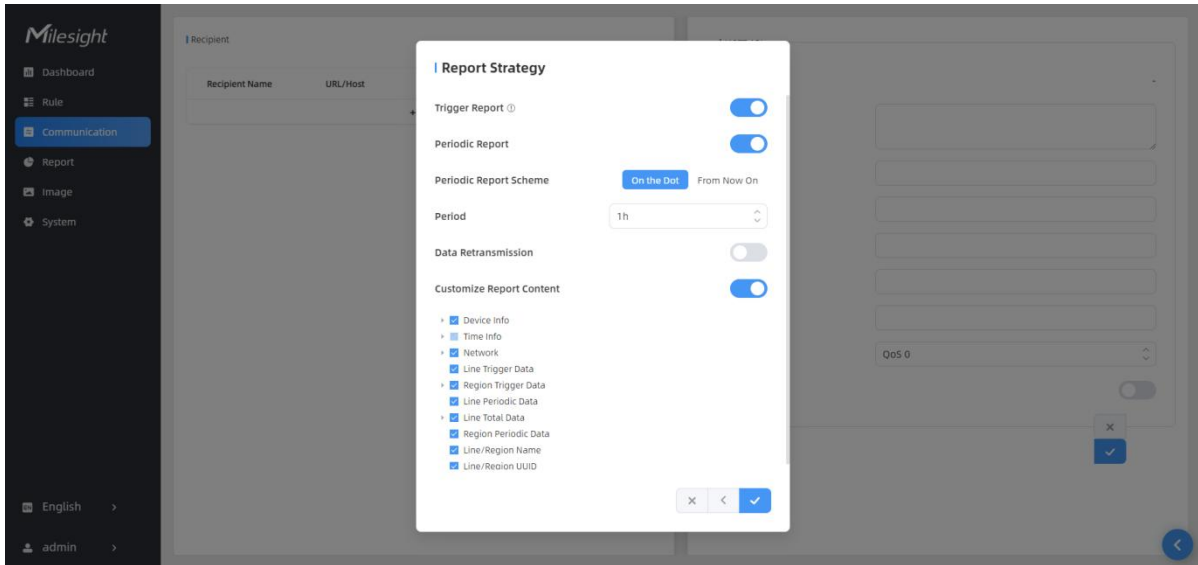 Milesight
Dashboard
Rule
Communication
Report
Image
System
English
admin
Recipient
Recipient Name URL/Host
Report Strategy
Trigger Report
Periodic Report
Periodic Report Scheme On the Dot From Now On
Period 1h
Data Retransmission
Customize Report Content
Device Info
Time Info
Network
Line Trigger Data
Region Trigger Data
Line Periodic Data
Line Total Data
Region Periodic Data
Line/Region Name
Line/Region UUID
QoS 0